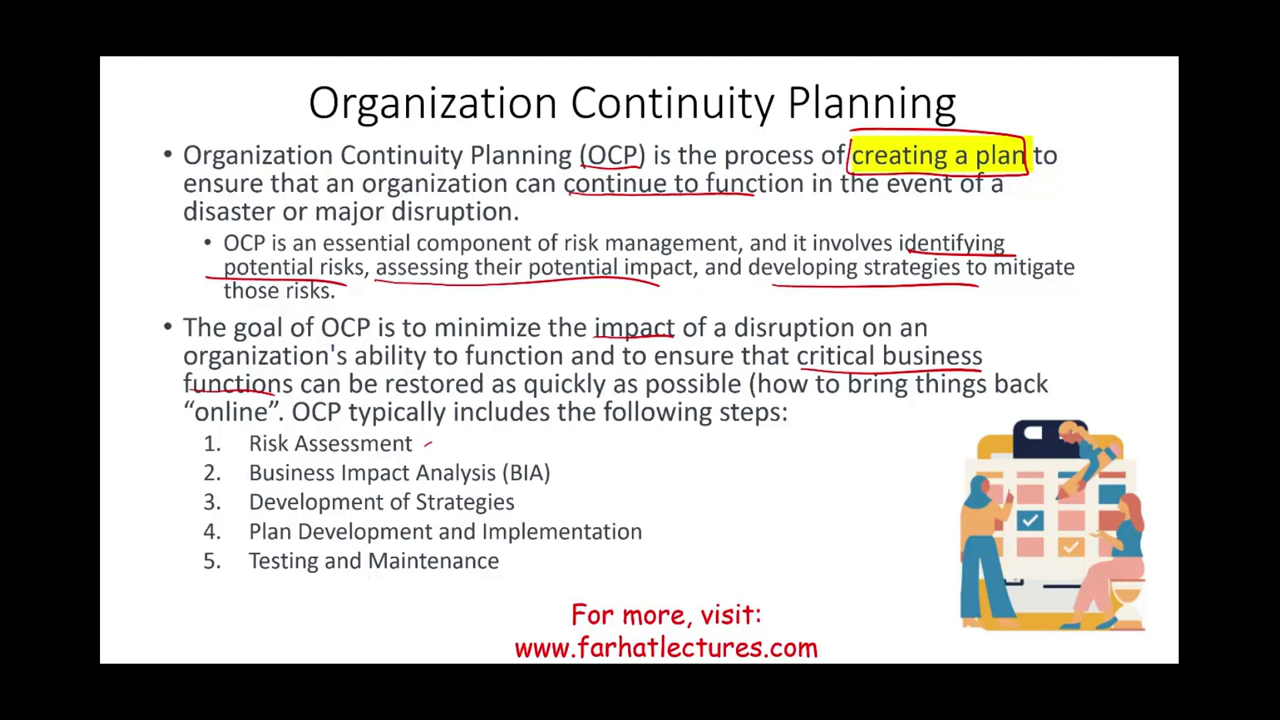 Organization Continuity Planning
• Organization Continuity Planning (OCP) is the process of creating a plan to
ensure that an organization can continue to function in the event of a
disaster or major disruption.
• OCP is an essential component of risk management, and it involves identifying
potential risks, assessing their potential impact, and developing strategies to mitigate
those risks.
• The goal of OCP is to minimize the impact of a disruption on an
organization's ability to function and to ensure that critical business
functions can be restored as quickly as possible (how to bring things back
“online”. OCP typically includes the following steps:
1. Risk Assessment
2. Business Impact Analysis (BIA)
3. Development of Strategies
4. Plan Development and Implementation
5. Testing and Maintenance
For more, visit:
www.farhatlectures.com